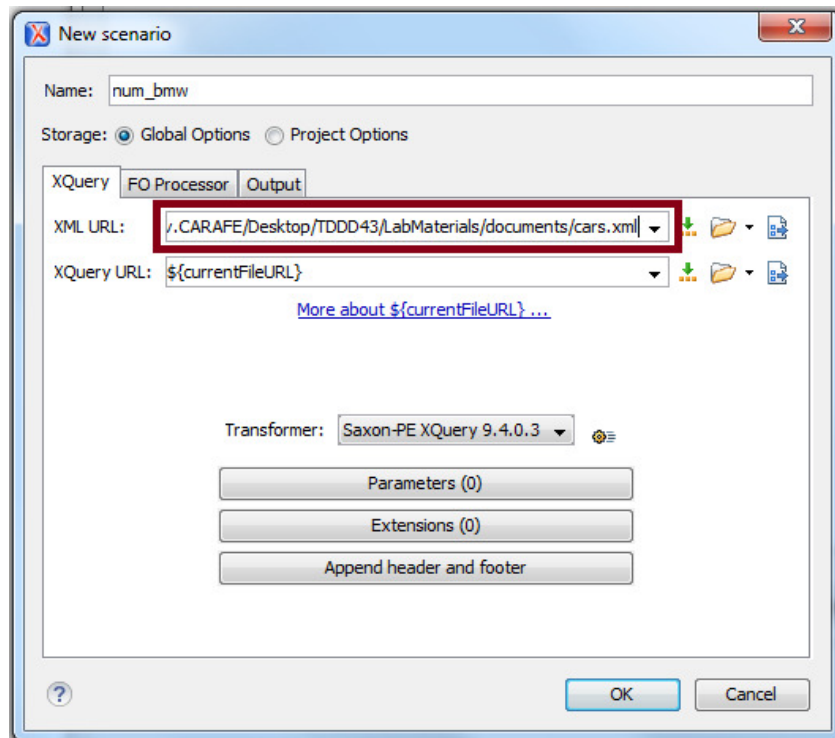 New scenario
Name: num_bmw
Storage: Global Options Project Options
XQuery FO Processor Output
XML URL: /.CARAFE/Desktop/TDDD43/LabMaterials/documents/cars.xml
XQuery URL: ${currentFileURL}
More about ${currentFileURL} ...
Transformer: Saxon-PE XQuery 9.4.0.3
Parameters (0)
Extensions (0)
Append header and footer
? OK Cancel